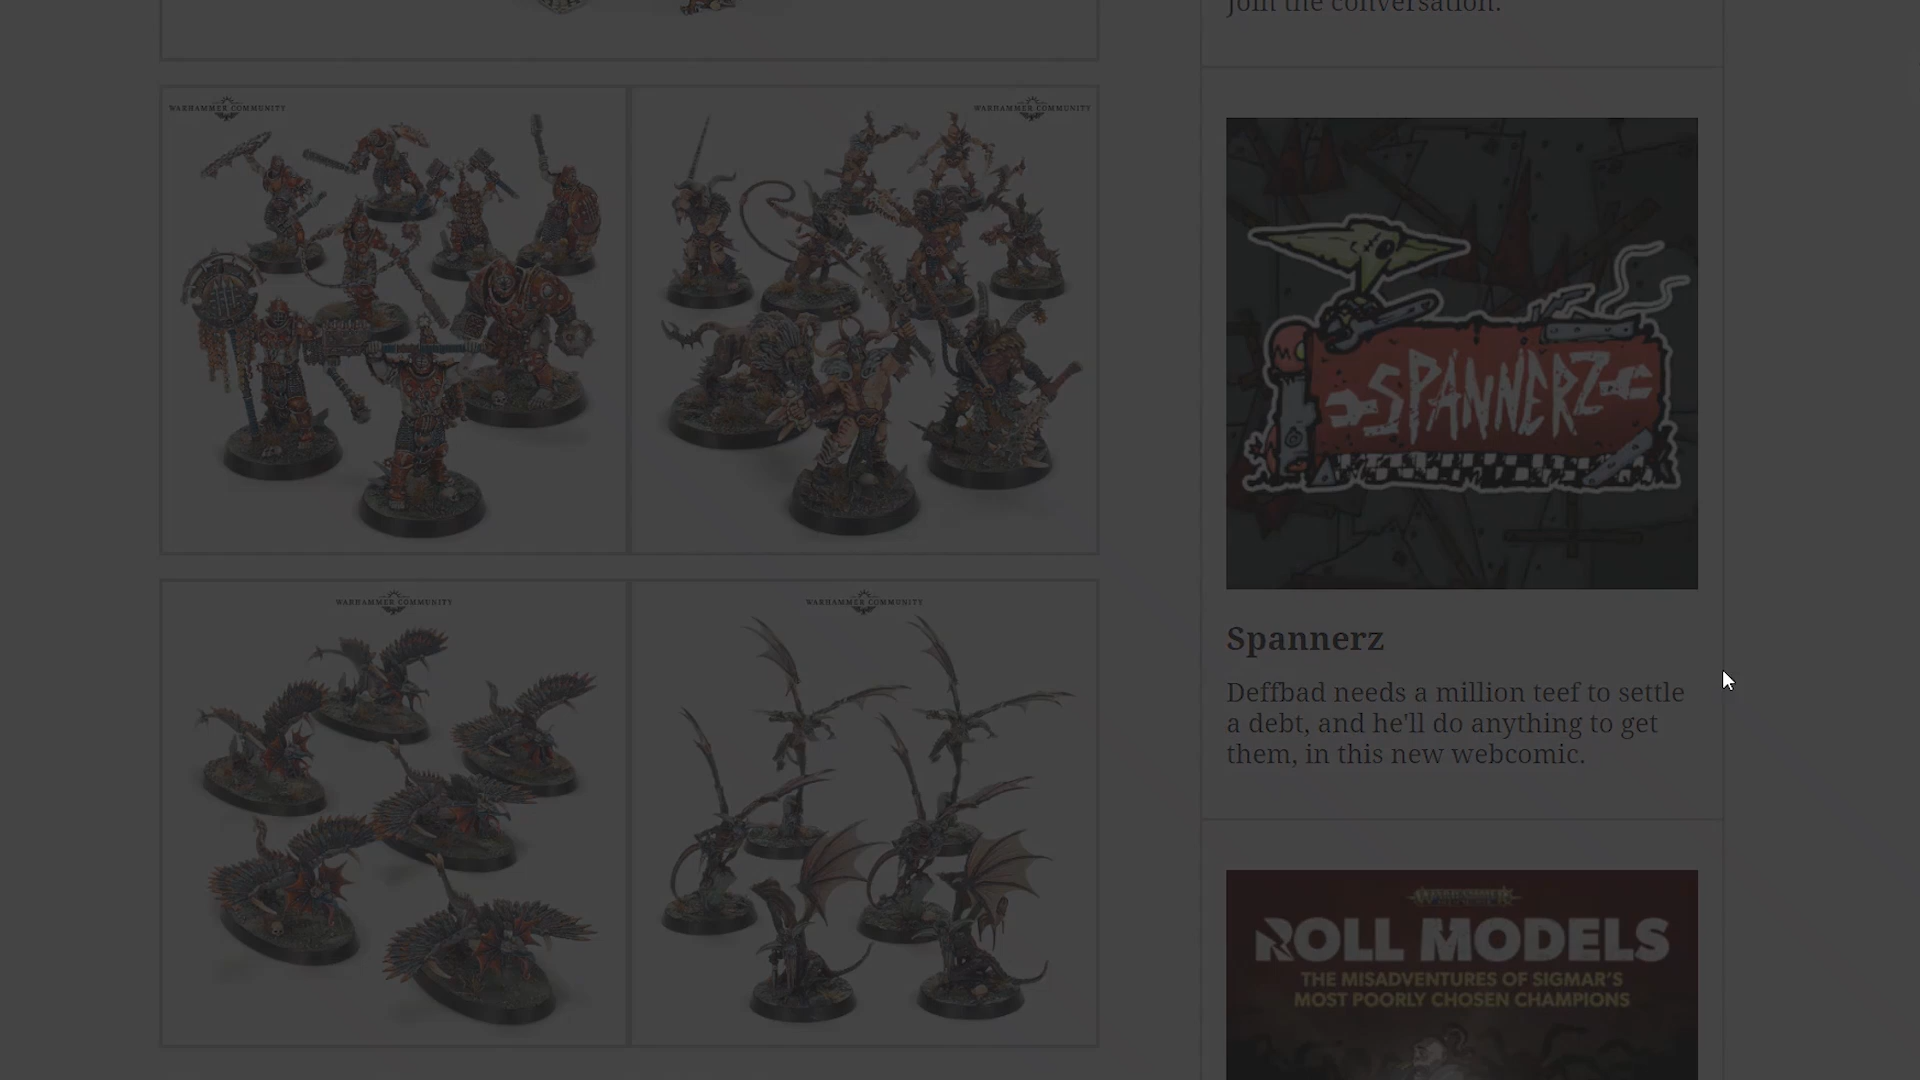 Join the conversation.
WARHAMMER COMMUNITY
WARHAMMER COMMUNITY
SPANNERZ
Spannerz
Deffbad needs a million teef to settle
a debt, and he'll do anything to get
them, in this new webcomic.
WARHAMMER COMMUNITY
WARHAMMER COMMUNITY
WARHAMMER
ROLL MODELS
THE MISADVENTURES OF SIGMAR'S
MOST POORLY CHOSEN CHAMPIONS